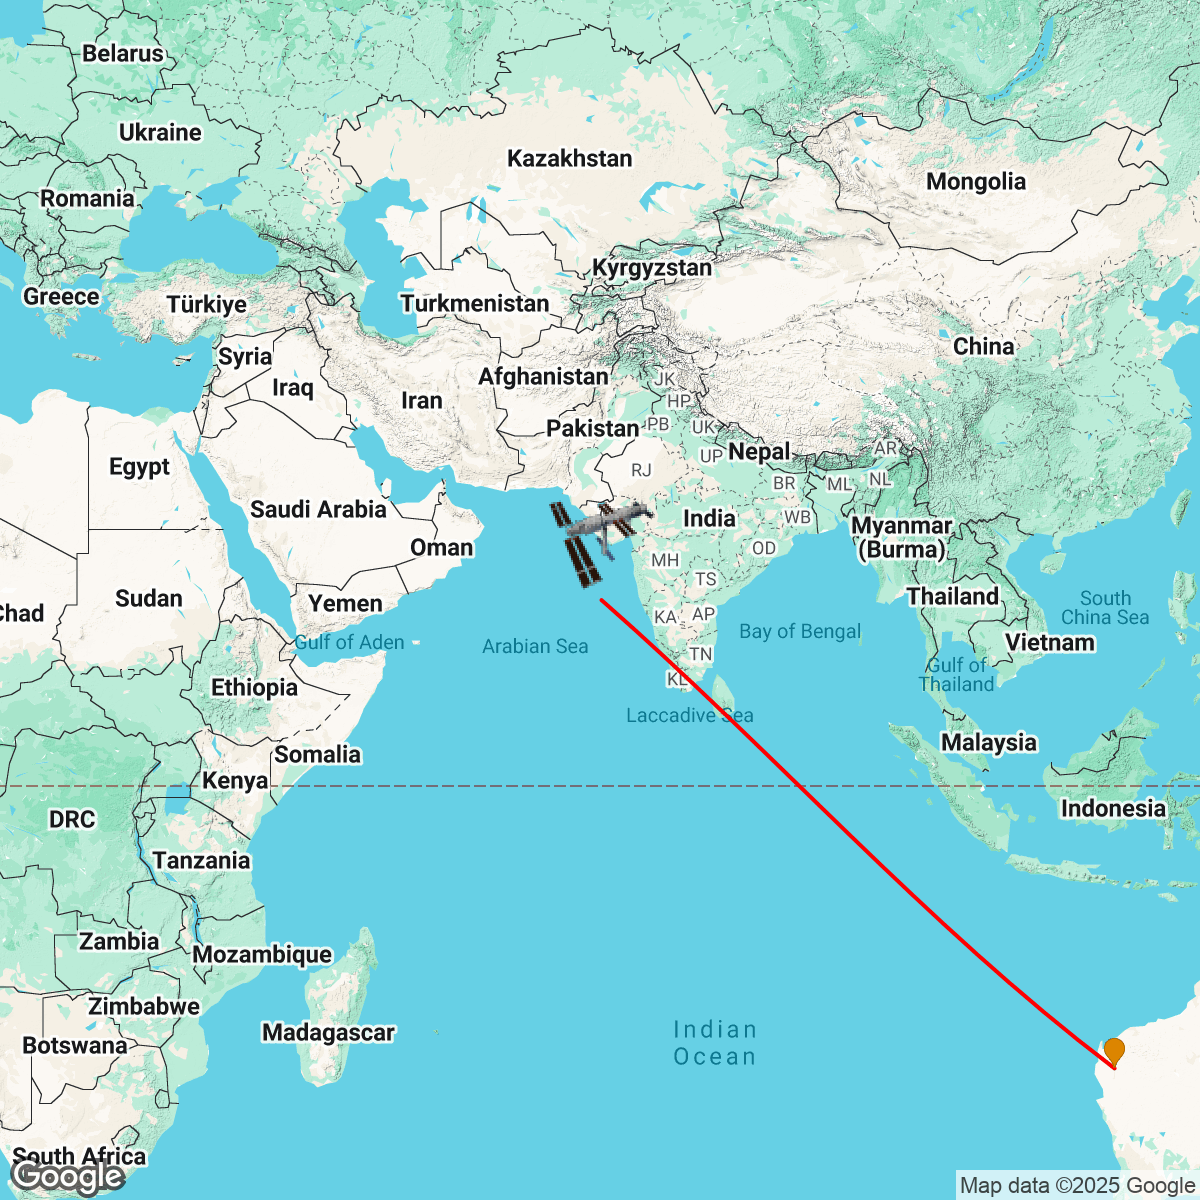 Belarus
Ukraine
Kazakhstan
Mongolia
Romania
Kyrgyzstan
Greece
Türkiye
Turkmenistan
China
Syria
Afghanistan
JK
Iraq
Iran
HP
Pakistan
PB
UK
Nepal
UP
AR
Egypt
RJ
BR
ML
NL
Saudi Arabia
India
WB
Myanmar
(Burma)
Oman
MH
OD
TS
Thailand
South
China Sea
Sudan
Yemen
Chad
KA
AP
Bay of Bengal
Gulf of Aden
Arabian Sea
Vietnam
TN
Gulf of
Thailand
Ethiopia
KL
Laccadive Sea
Malaysia
Somalia
Kenya
Indonesia
DRC
Tanzania
Zambia
Mozambique
Zimbabwe
Madagascar
Indian
Ocean
Botswana
South Africa
Google
Map data ©2025 Google